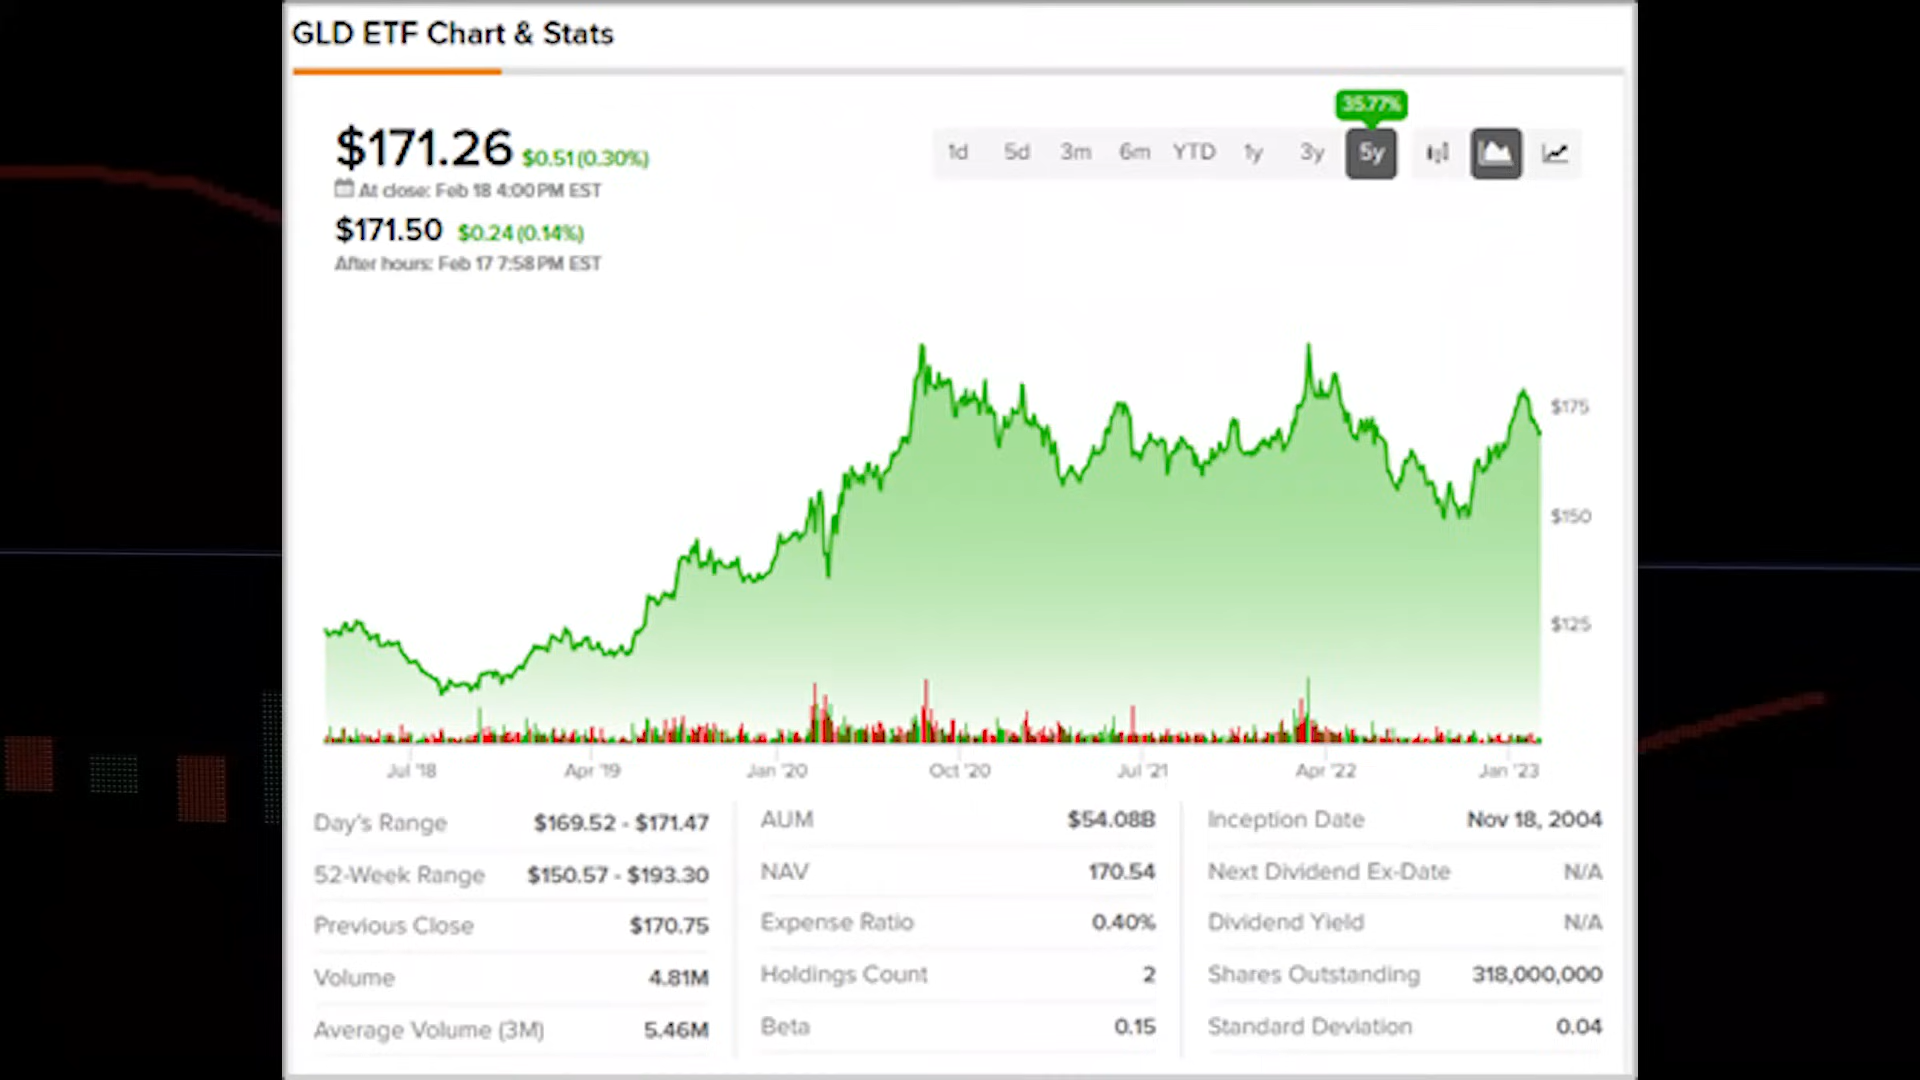 GLD ETF Chart & Stats
35.77%
$171.26 $0.51 (0.30%)
1d 5d 3m 6m YTD 1y 3y 5y
At close: Feb 18 4:00 PM EST
$171.50 $0.24 (0.14%)
After hours: Feb 17 7:58 PM EST
$175
$150
$125
Jul '18 Apr '19 Jan '20 Oct '20 Jul '21 Apr '22 Jan '23
Day's Range $169.52 - $171.47
52-Week Range $150.57 - $193.30
Previous Close $170.75
Volume 4.81M
Average Volume (3M) 5.46M
AUM $54.08B
NAV 170.54
Expense Ratio 0.40%
Holdings Count 2
Beta 0.15
Inception Date Nov 18, 2004
Next Dividend Ex-Date N/A
Dividend Yield N/A
Shares Outstanding 318,000,000
Standard Deviation 0.04